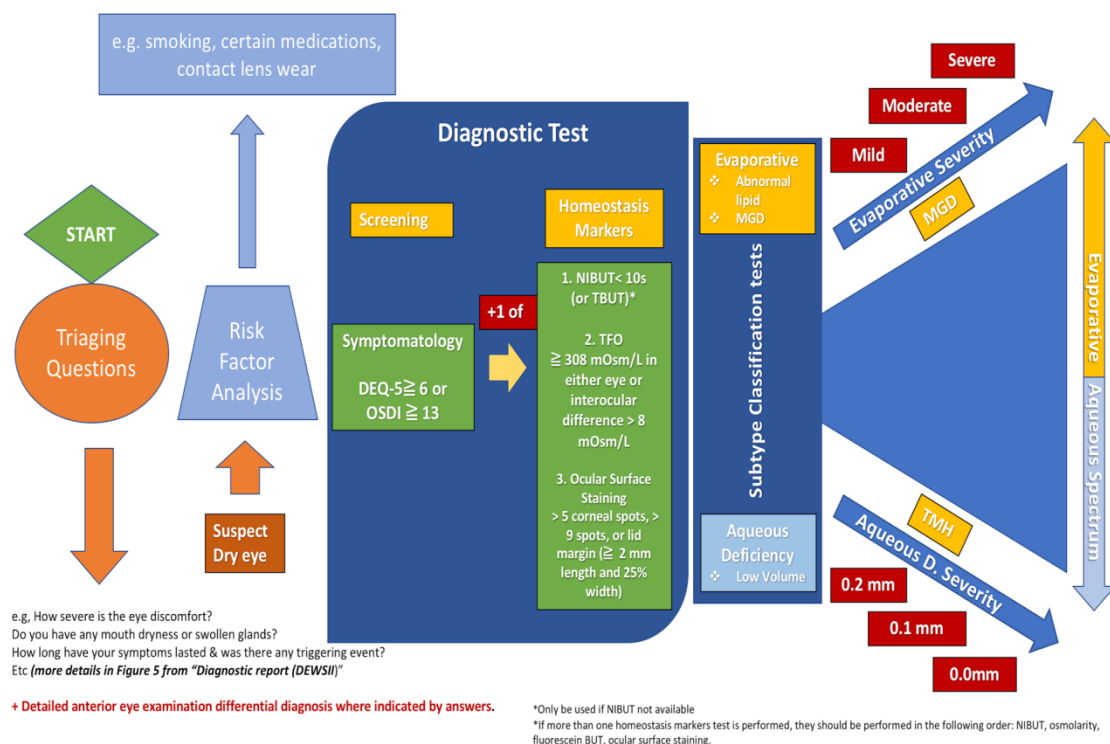 e.g. smoking, certain medications,
contact lens wear
START
Triaging
Questions
Risk
Factor
Analysis
Suspect
Dry eye
e.g, How severe is the eye discomfort?
Do you have any mouth dryness or swollen glands?
How long have your symptoms lasted & was there any triggering event?
Etc (more details in Figure 5 from “Diagnostic report (DEWSII)”
+ Detailed anterior eye examination differential diagnosis where indicated by answers.
Diagnostic Test
Screening
Symptomatology
DEQ-5≧ 6 or
OSDI ≧ 13
+1 of
Homeostasis
Markers
1. NIBUT< 10s
(or TBUT)*
2. TFO
≧ 308 mOsm/L in
either eye or
interocular
difference > 8
mOsm/L
3. Ocular Surface
Staining
> 5 corneal spots, >
9 spots, or lid
margin (≧ 2 mm
length and 25%
width)
Evaporative
❖ Abnormal
lipid
❖ MGD
Subtype Classification tests
Aqueous
Deficiency
❖ Low Volume
Severe
Moderate
Mild
Evaporative Severity
MGD
TMH
Aqueous D. Severity
0.2 mm
0.1 mm
0.0mm
Evaporative
Aqueous Spectrum
*Only be used if NIBUT not available
*If more than one homeostasis markers test is performed, they should be performed in the following order: NIBUT, osmolarity,
fluorescein BUT, ocular surface staining.